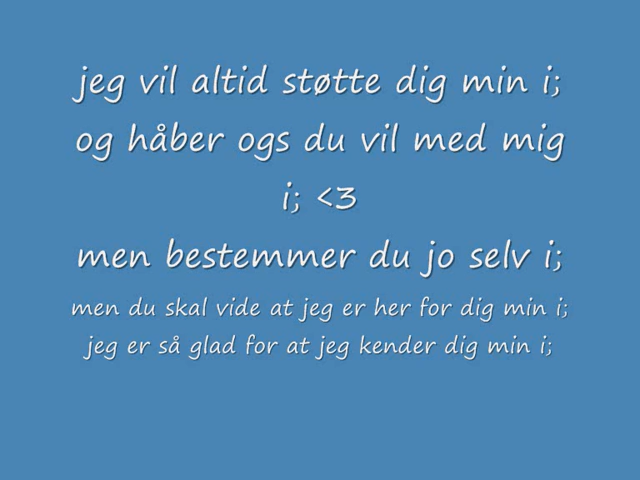 jeg vil altid støtte dig min i;
og håber ogs du vil med mig
i; <3
men bestemmer du jo selv i;
men du skal vide at jeg er her for dig min i;
jeg er så glad for at jeg kender dig min i;